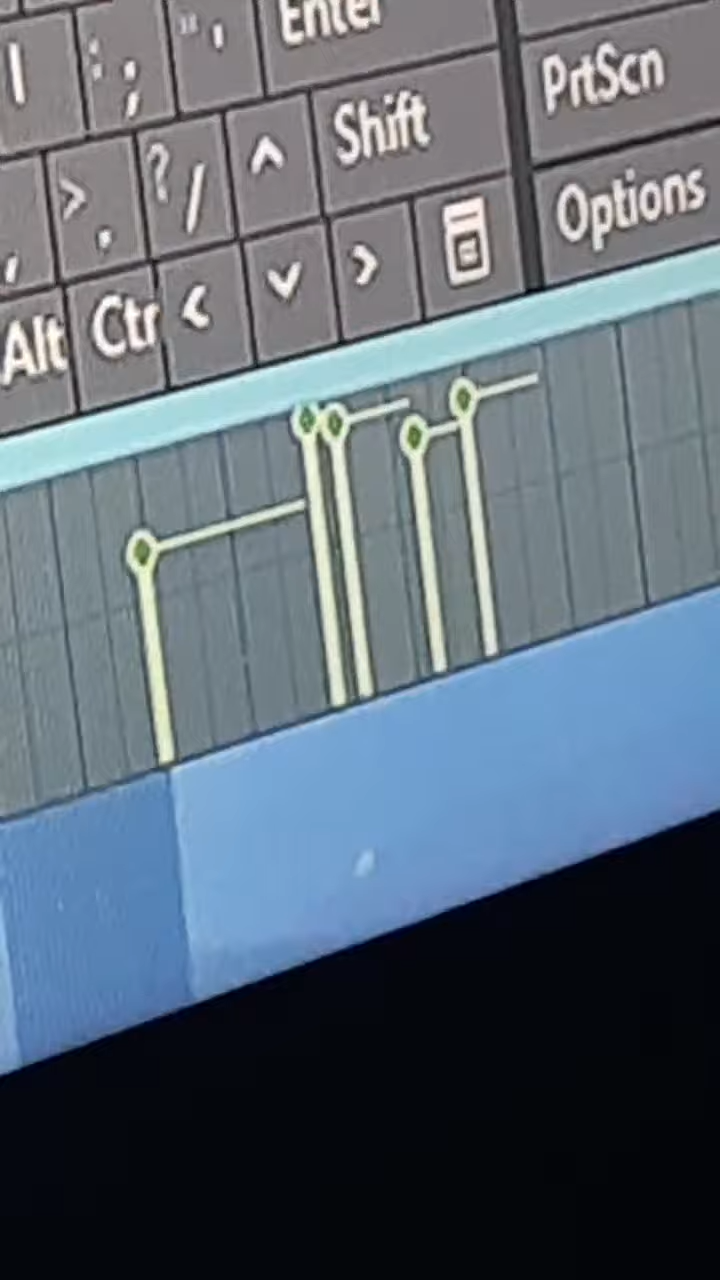 | : ; " ' Enter
, > . ? / ^ Shift PrtScn
Alt Ctr < v > Options